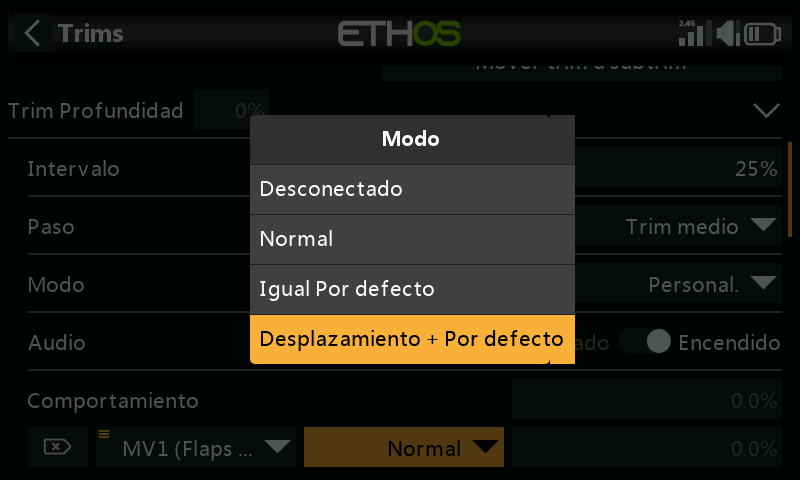 Trims
ETHOS
2.4G
Mover trim a subtrim
Trim Profundidad 0%
Modo
Intervalo 25%
Desconectado
Paso Trim medio
Normal
Modo Personal.
Igual Por defecto
Audio Encendido
Desplazamiento + Por defecto
Comportamiento 0.0%
MV1 (Flaps ... Normal 0.0%